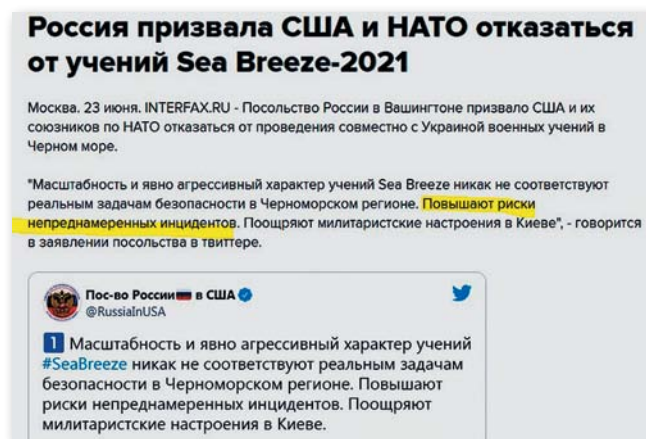 Россия призвала США и НАТО отказаться
от учений Sea Breeze-2021
Москва. 23 июня. INTERFAX.RU - Посольство России в Вашингтоне призвало США и их
союзников по НАТО отказаться от проведения совместно с Украиной военных учений в
Черном море.
"Масштабность и явно агрессивный характер учений Sea Breeze никак не соответствуют
реальным задачам безопасности в Черноморском регионе. Повышают риски
непреднамеренных инцидентов. Поощряют милитаристские настроения в Киеве", - говорится
в заявлении посольства в твиттере.
Пос-во России в США
@RussiaInUSA
1 Масштабность и явно агрессивный характер учений
#SeaBreeze никак не соответствуют реальным задачам
безопасности в Черноморском регионе. Повышают
риски непреднамеренных инцидентов. Поощряют
милитаристские настроения в Киеве.